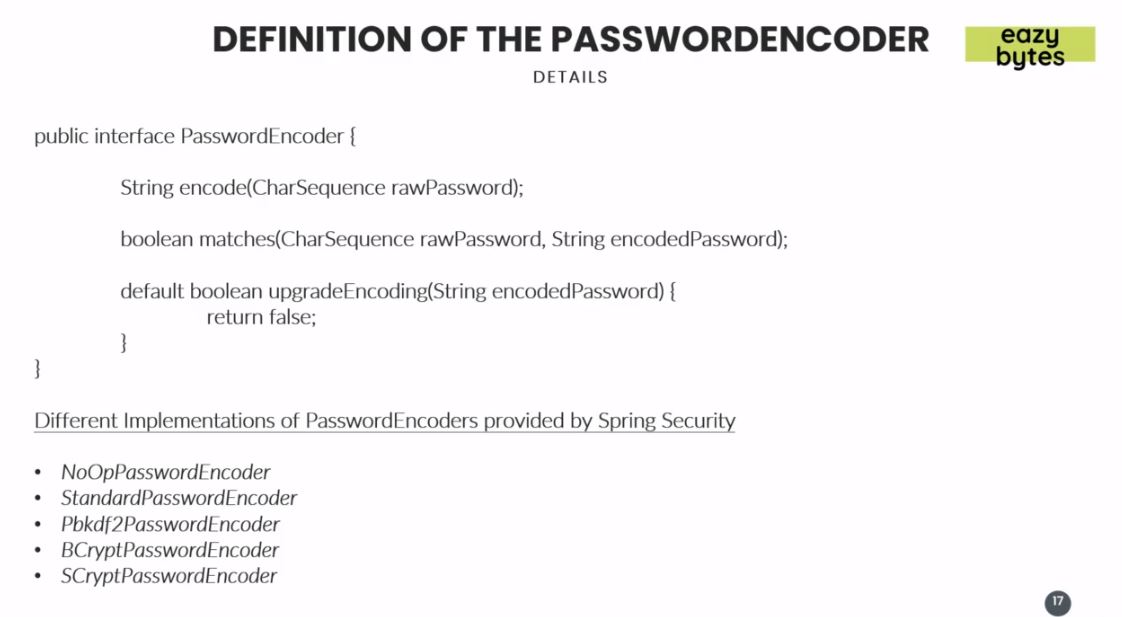 DEFINITION OF THE PASSWORDENCODER
eazy
bytes
DETAILS
public interface PasswordEncoder {
String encode(CharSequence rawPassword);
boolean matches(CharSequence rawPassword, String encodedPassword);
default boolean upgradeEncoding(String encodedPassword) {
return false;
}
}
Different Implementations of PasswordEncoders provided by Spring Security
• NoOpPasswordEncoder
• StandardPasswordEncoder
• Pbkdf2PasswordEncoder
• BCryptPasswordEncoder
• SCryptPasswordEncoder
17